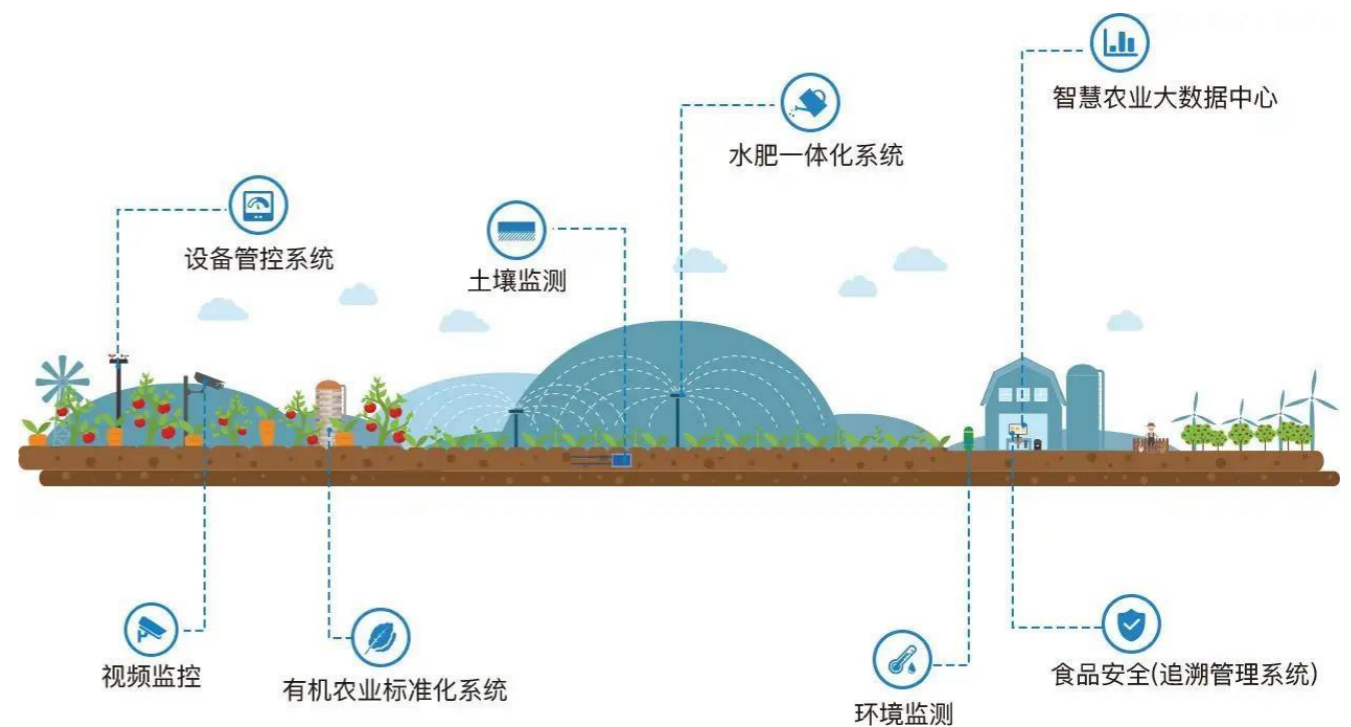 智慧农业大数据中心
水肥一体化系统
设备管控系统
土壤监测
视频监控
有机农业标准化系统
环境监测
食品安全(追溯管理系统)